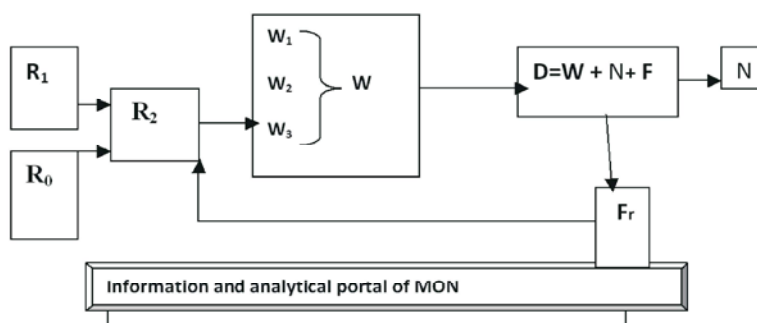 R₁
R₀
R₂
W₁
W₂
W₃
W
D=W + N+ F
N
Fr
Information and analytical portal of MON